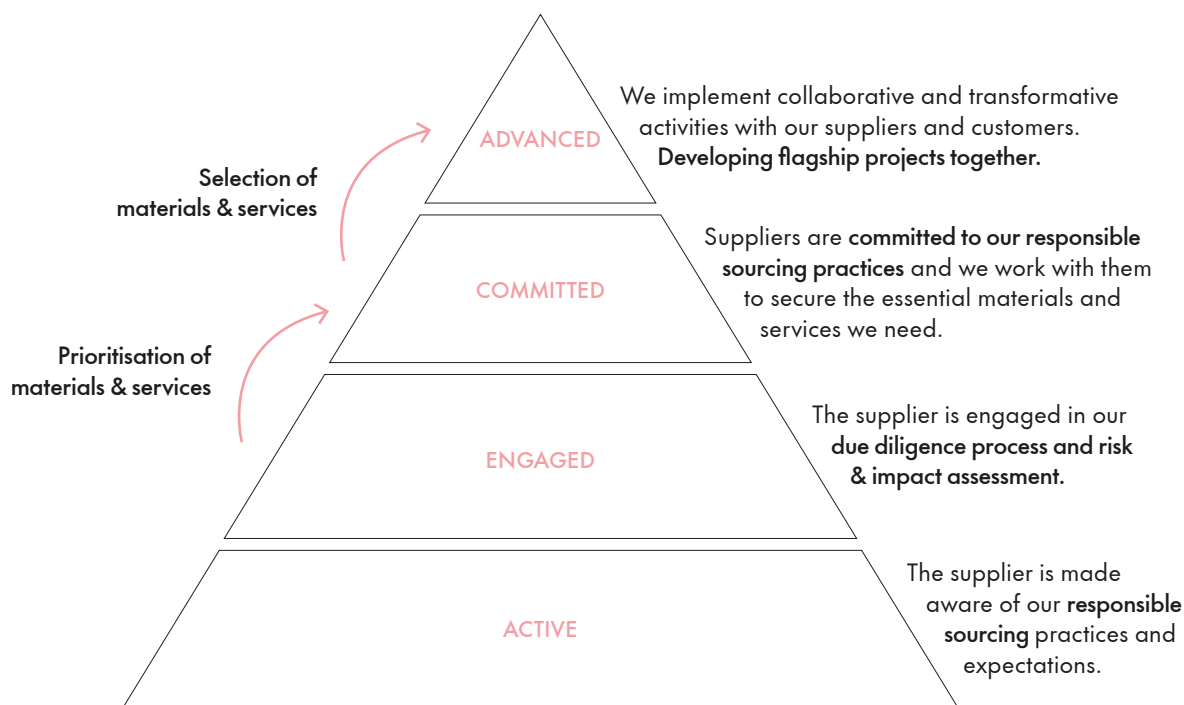 We implement collaborative and transformative
activities with our suppliers and customers.
Developing flagship projects together.
ADVANCED
Selection of
materials & services
Suppliers are committed to our responsible
sourcing practices and we work with them
to secure the essential materials and
services we need.
COMMITTED
Prioritisation of
materials & services
The supplier is engaged in our
due diligence process and risk
& impact assessment.
ENGAGED
The supplier is made
aware of our responsible
sourcing practices and
expectations.
ACTIVE